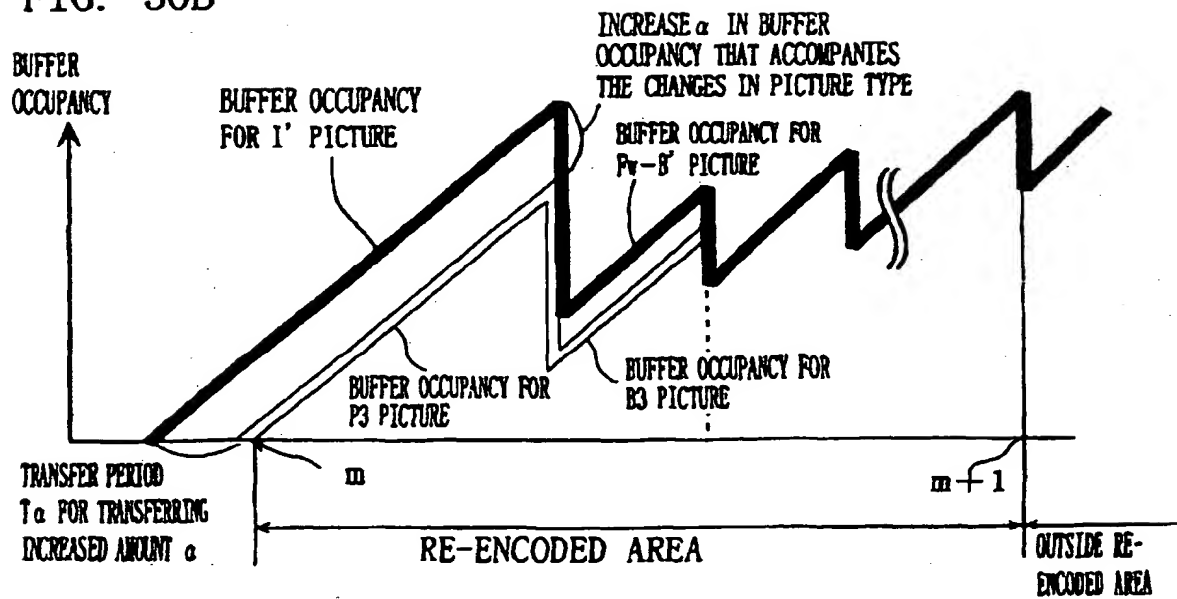 FIG. 30B
INCREASE α IN BUFFER
OCCUPANCY THAT ACCOMPANIES
THE CHANGES IN PICTURE TYPE
BUFFER
OCCUPANCY
BUFFER OCCUPANCY
FOR I' PICTURE
BUFFER OCCUPANCY FOR
Fw-B' PICTURE
BUFFER OCCUPANCY FOR
P3 PICTURE
BUFFER OCCUPANCY FOR
B3 PICTURE
m
m+1
TRANSFER PERIOD
Tα FOR TRANSFERRING
INCREASED AMOUNT α
RE-ENCODED AREA
OUTSIDE RE-
ENCODED AREA